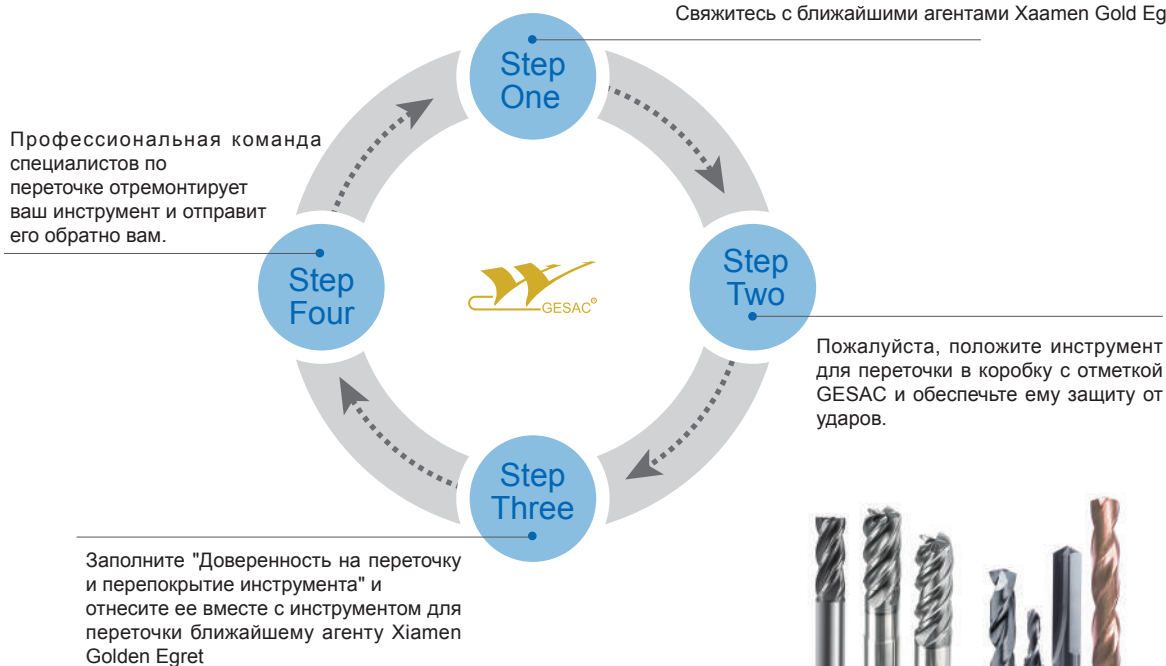 Свяжитесь с ближайшими агентами Xaamen Gold Eg
Step
One
Профессиональная команда
специалистов по
переточке отремонтирует
ваш инструмент и отправит
его обратно вам.
Step
Two
Step
Four
GESAC®
Пожалуйста, положите инструмент
для переточки в коробку с отметкой
GESAC и обеспечьте ему защиту от
ударов.
Step
Three
Заполните "Доверенность на переточку
и перепокрытие инструмента" и
отнесите ее вместе с инструментом для
переточки ближайшему агенту Xiamen
Golden Egret